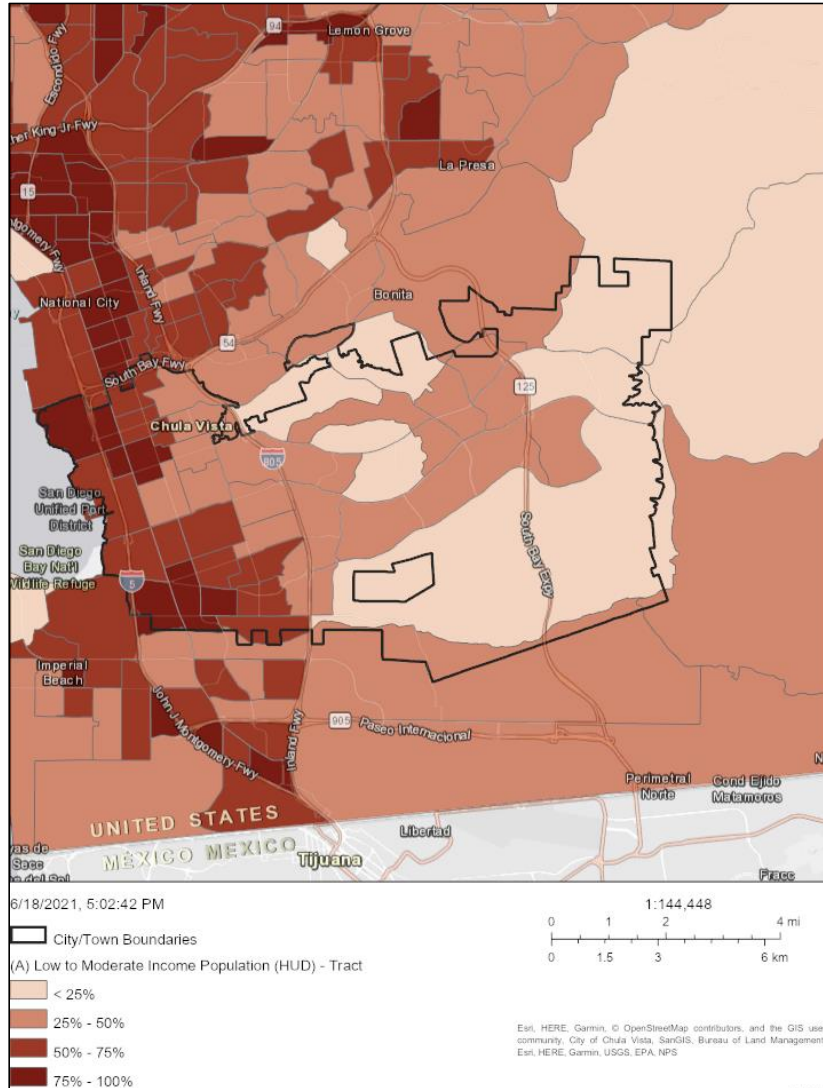 94
Lemon Grove
Escondido Fwy
her King Jr Fwy
15
La Presa
Montgomery Fwy
Inland Fwy
National City
Bonita
54
South Bay Fwy
125
Chula Vista
805
San Diego
Unified Port
District
San Diego
Bay Nat'l
Wildlife Refuge
5
South Bay Expy
Imperial
Beach
John J Montgomery Fwy
Inland Fwy
905
Paseo Internacional
Perimetral
Norte
Cond Ejido
Matamoros
UNITED STATES
MÉXICO MEXICO
Libertad
Tijuana
Secc
Fracc
6/18/2021, 5:02:42 PM
City/Town Boundaries
(A) Low to Moderate Income Population (HUD) - Tract
< 25%
25% - 50%
50% - 75%
75% - 100%
1:144,448
0 1 2 4 mi
0 1.5 3 6 km
Esri, HERE, Garmin, © OpenStreetMap contributors, and the GIS use
community, City of Chula Vista, SanGIS, Bureau of Land Management
Esri, HERE, Garmin, USGS, EPA, NPS